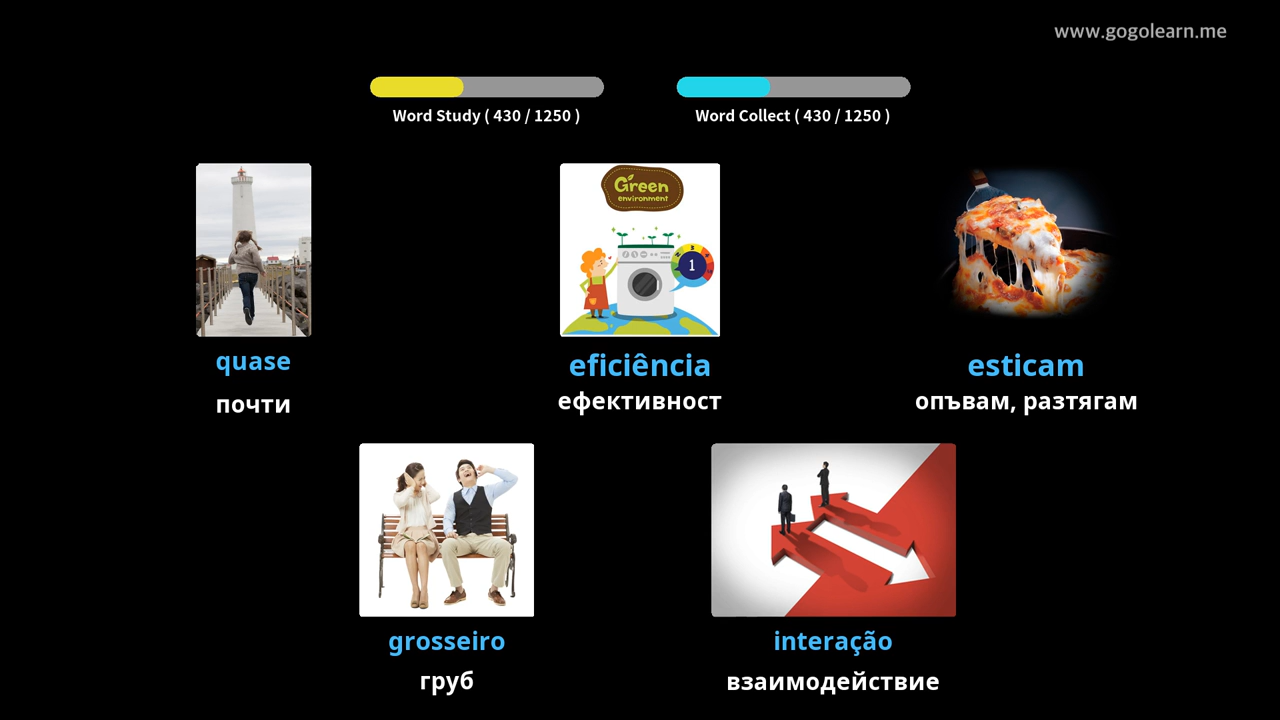 www.gogolearn.me
Word Study ( 430 / 1250 )
Word Collect ( 430 / 1250 )
Green
environment
1
quase
почти
eficiência
ефективност
esticam
опъвам, разтягам
grosseiro
груб
interação
взаимодействие